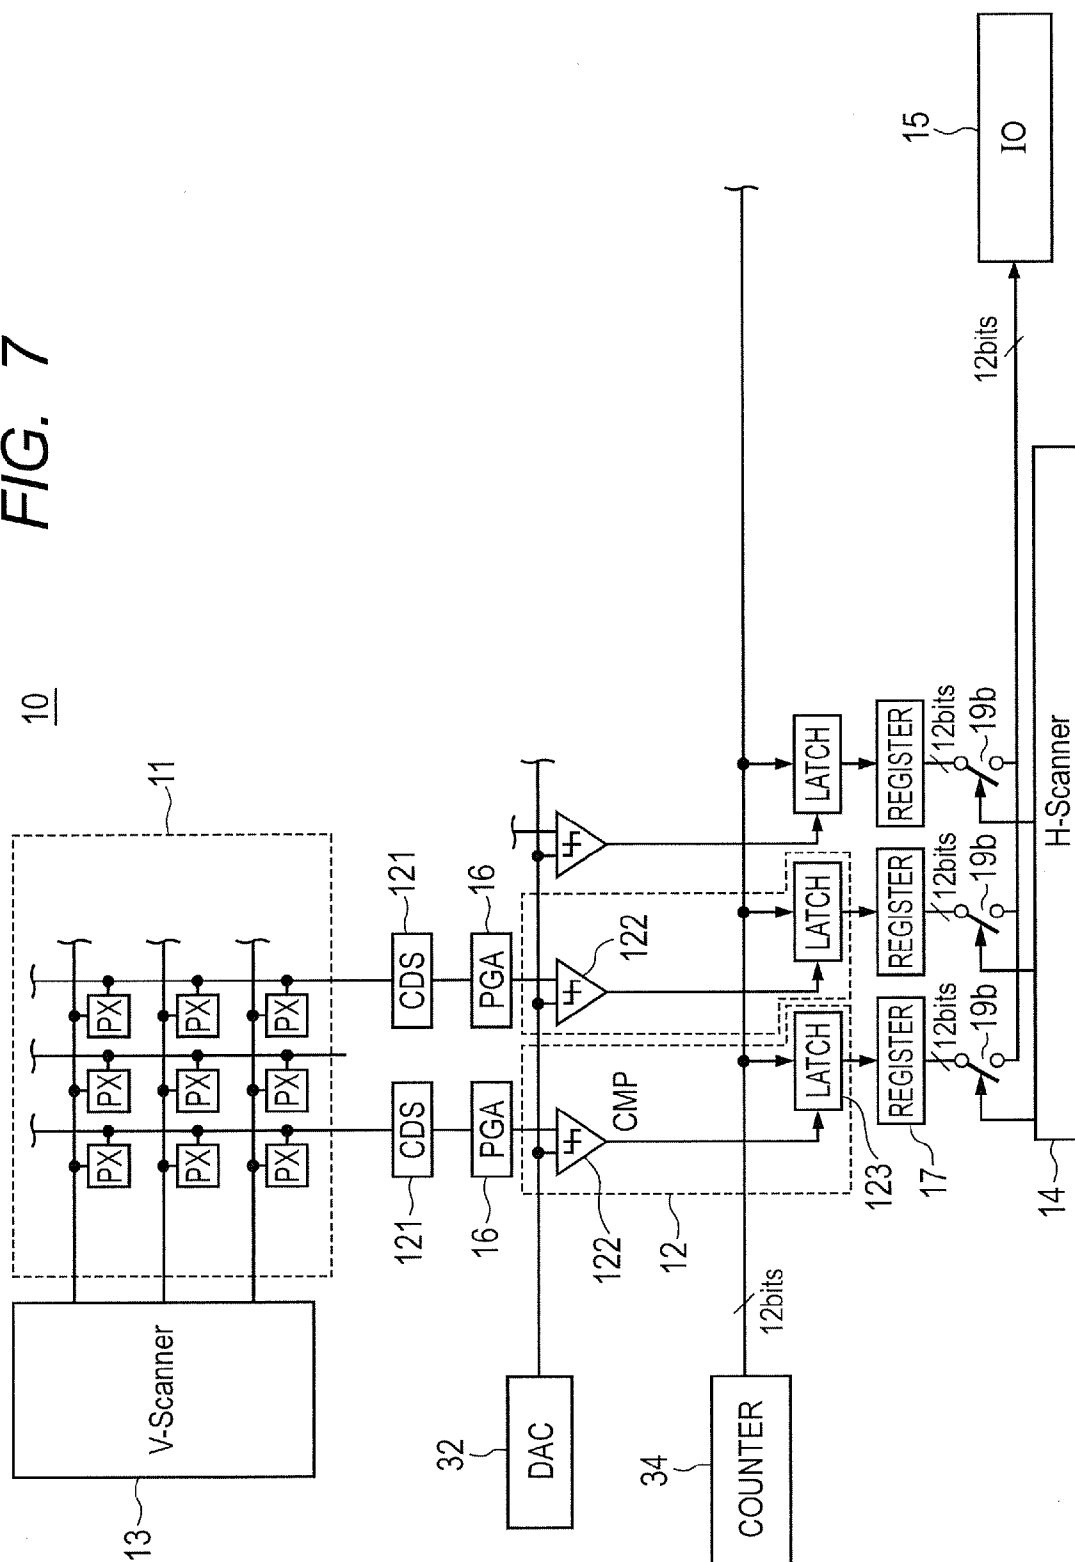 FIG. 7
10
11
13
V-Scanner
PX
PX
PX
PX
PX
PX
PX
PX
PX
121
CDS
121
CDS
16
PGA
16
PGA
32
DAC
122
CMP
122
12
34
COUNTER
12bits
LATCH
LATCH
LATCH
123
REGISTER
REGISTER
REGISTER
17
12bits
12bits
12bits
19b
19b
19b
14
H-Scanner
12bits
15
IO